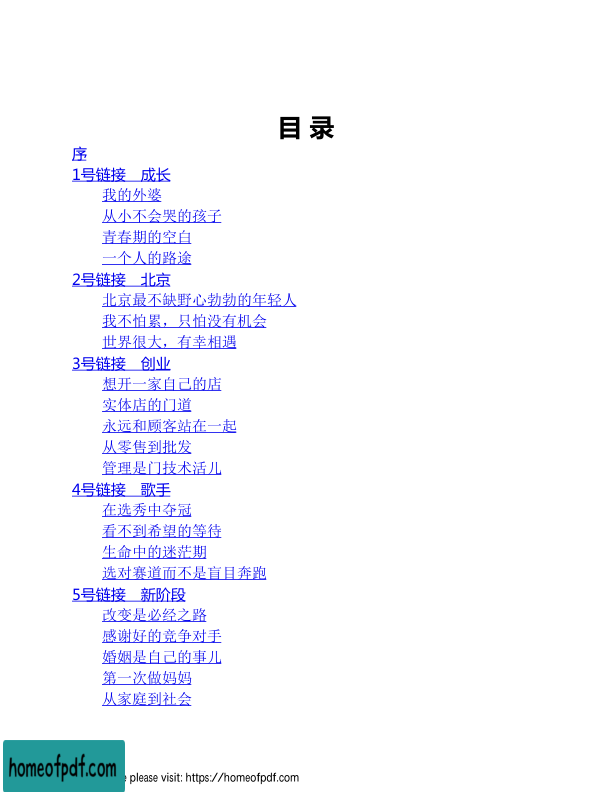 目 录
序
1号链接　成长
我的外婆
从小不会哭的孩子
青春期的空白
一个人的路途
2号链接　北京
北京最不缺野心勃勃的年轻人
我不怕累，只怕没有机会
世界很大，有幸相遇
3号链接　创业
想开一家自己的店
实体店的门道
永远和顾客站在一起
从零售到批发
管理是门技术活儿
4号链接　歌手
在选秀中夺冠
看不到希望的等待
生命中的迷茫期
选对赛道而不是盲目奔跑
5号链接　新阶段
改变是必经之路
感谢好的竞争对手
婚姻是自己的事儿
第一次做妈妈
从家庭到社会
homeofpdf.com
please visit: https://homeofpdf.com